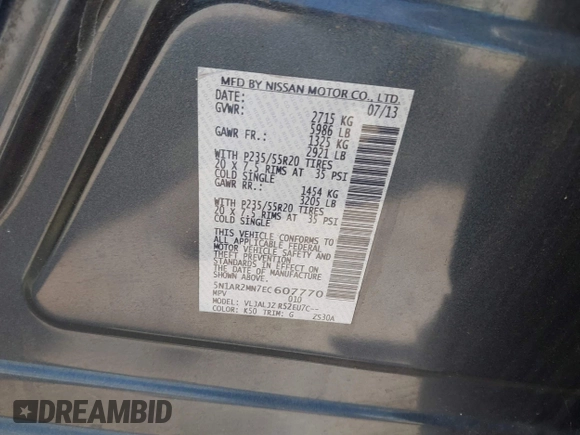 MFD BY NISSAN MOTOR CO., LTD.
DATE: 07/13
GVWR: 2715 KG
5986 LB
GAWR FR.: 1325 KG
2921 LB
WITH P235/55R20 TIRES
20 X 7.5 RIMS AT 35 PSI
COLD SINGLE
GAWR RR.: 1454 KG
3205 LB
WITH P235/55R20 TIRES
20 X 7.5 RIMS AT 35 PSI
COLD SINGLE
THIS VEHICLE CONFORMS TO
ALL APPLICABLE FEDERAL
MOTOR VEHICLE SAFETY AND
THEFT PREVENTION
STANDARDS IN EFFECT ON
THE DATE OF MANUFACTURE
5N1AR2MN7EC607770
MPV 010
MODEL: VLJALJZ R52EU7C--
COLOR: K50 TRIM: G ZS30A
DREAMBID